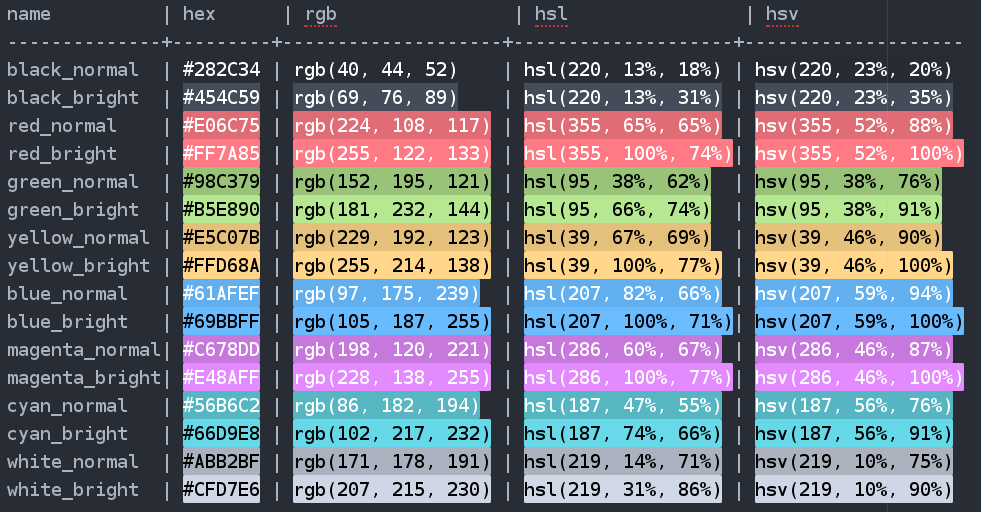 name | hex | rgb | hsl | hsv
--------------+---------+--------------------+--------------------+--------------------
black_normal | #282C34 | rgb(40, 44, 52) | hsl(220, 13%, 18%) | hsv(220, 23%, 20%)
black_bright | #454C59 | rgb(69, 76, 89) | hsl(220, 13%, 31%) | hsv(220, 23%, 35%)
red_normal | #E06C75 | rgb(224, 108, 117) | hsl(355, 65%, 65%) | hsv(355, 52%, 88%)
red_bright | #FF7A85 | rgb(255, 122, 133) | hsl(355, 100%, 74%) | hsv(355, 52%, 100%)
green_normal | #98C379 | rgb(152, 195, 121) | hsl(95, 38%, 62%) | hsv(95, 38%, 76%)
green_bright | #B5E890 | rgb(181, 232, 144) | hsl(95, 66%, 74%) | hsv(95, 38%, 91%)
yellow_normal | #E5C07B | rgb(229, 192, 123) | hsl(39, 67%, 69%) | hsv(39, 46%, 90%)
yellow_bright | #FFD68A | rgb(255, 214, 138) | hsl(39, 100%, 77%) | hsv(39, 46%, 100%)
blue_normal | #61AFEF | rgb(97, 175, 239) | hsl(207, 82%, 66%) | hsv(207, 59%, 94%)
blue_bright | #69BBFF | rgb(105, 187, 255) | hsl(207, 100%, 71%) | hsv(207, 59%, 100%)
magenta_normal| #C678DD | rgb(198, 120, 221) | hsl(286, 60%, 67%) | hsv(286, 46%, 87%)
magenta_bright| #E48AFF | rgb(228, 138, 255) | hsl(286, 100%, 77%) | hsv(286, 46%, 100%)
cyan_normal | #56B6C2 | rgb(86, 182, 194) | hsl(187, 47%, 55%) | hsv(187, 56%, 76%)
cyan_bright | #66D9E8 | rgb(102, 217, 232) | hsl(187, 74%, 66%) | hsv(187, 56%, 91%)
white_normal | #ABB2BF | rgb(171, 178, 191) | hsl(219, 14%, 71%) | hsv(219, 10%, 75%)
white_bright | #CFD7E6 | rgb(207, 215, 230) | hsl(219, 31%, 86%) | hsv(219, 10%, 90%)